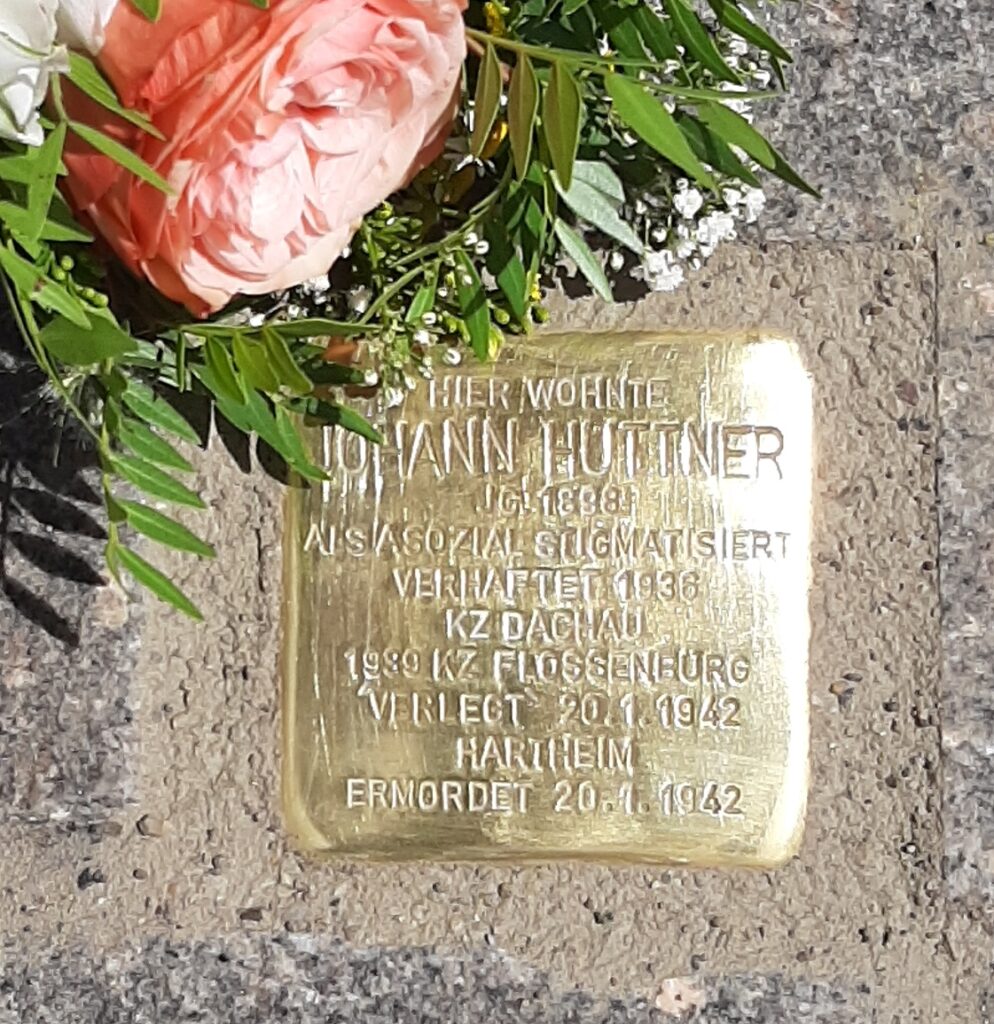 HIER WOHNTE
JOHANN HÜTTNER
JG. 1898
ALS ASOZIAL STIGMATISIERT
VERHAFTET 1936
KZ DACHAU
1939 KZ FLOSSENBÜRG
VERLEGT 20.1.1942
HARTHEIM
ERMORDET 20.1.1942